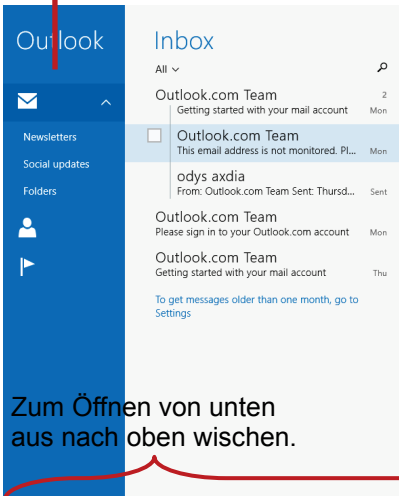 Outlook
Newsletters
Social updates
Folders
Inbox
All
Outlook.com Team 2
Getting started with your mail account Mon
Outlook.com Team
This email address is not monitored. Pl... Mon
odys axdia
From: Outlook.com Team Sent: Thursd... Sent
Outlook.com Team
Please sign in to your Outlook.com account Mon
Outlook.com Team
Getting started with your mail account Thu
To get messages older than one month, go to
Settings
Zum Öffnen von unten
aus nach oben wischen.